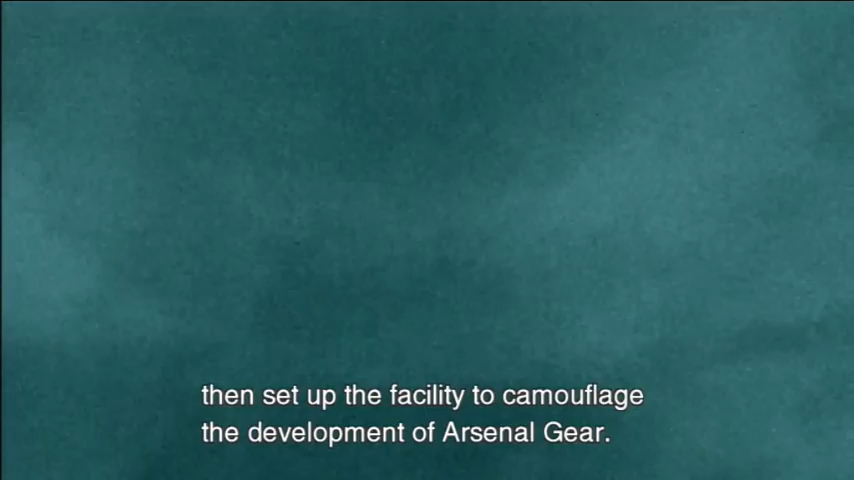 then set up the facility to camouflage
the development of Arsenal Gear.